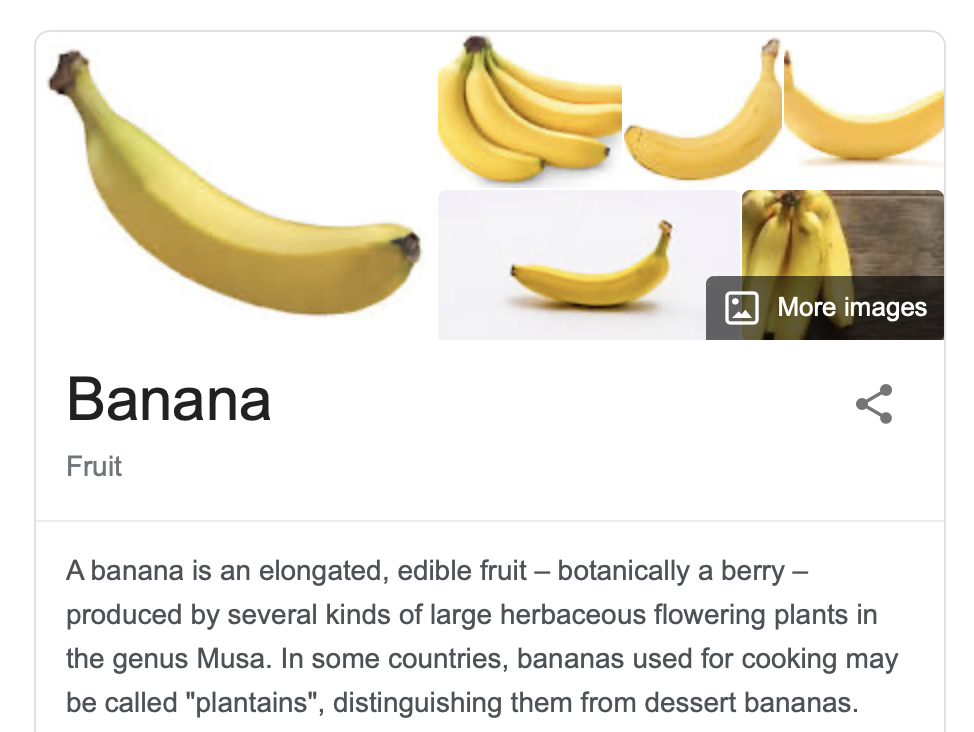 More images
Banana
Fruit
A banana is an elongated, edible fruit – botanically a berry –
produced by several kinds of large herbaceous flowering plants in
the genus Musa. In some countries, bananas used for cooking may
be called "plantains", distinguishing them from dessert bananas.